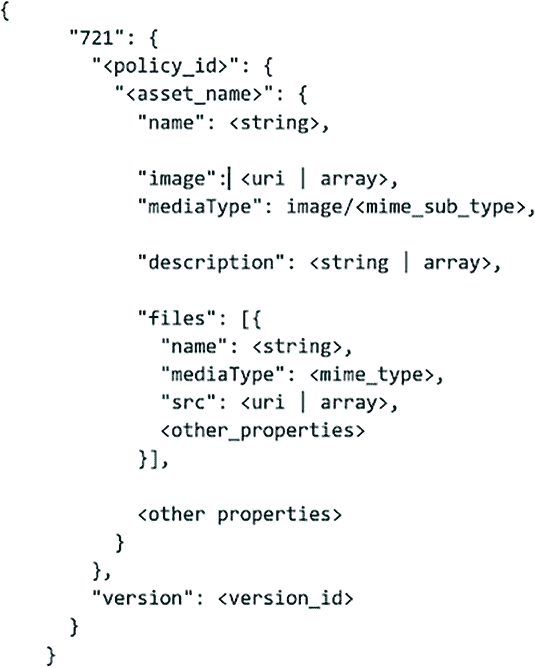 {
"721": {
"<policy_id>": {
"<asset_name>": {
"name": <string>,
"image": <uri | array>,
"mediaType": image/<mime_sub_type>,
"description": <string | array>,
"files": [{
"name": <string>,
"mediaType": <mime_type>,
"src": <uri | array>,
<other_properties>
}],
<other properties>
}
},
"version": <version_id>
}
}